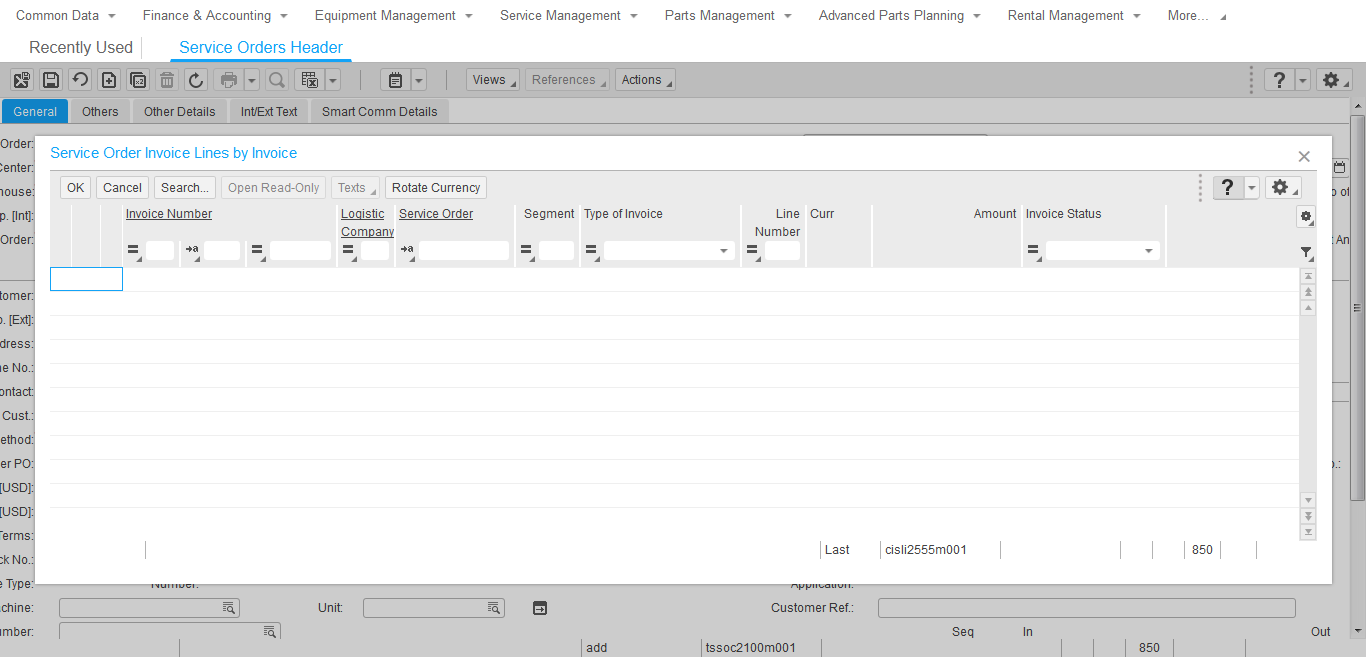 Common Data Finance & Accounting Equipment Management Service Management Parts Management Advanced Parts Planning Rental Management More...
Recently Used Service Orders Header
Views References Actions ?
General Others Other Details Int/Ext Text Smart Comm Details
Order:
Service Order Invoice Lines by Invoice
Center:
OK Cancel Search... Open Read-Only Texts Rotate Currency ?
house: p of
Invoice Number Logistic Company Service Order Segment Type of Invoice Line Number Curr Amount Invoice Status
p. [Int]:
Order: t An
tomer:
o. [Ext]:
dress:
ne No.:
ontact:
Cust.:
ethod:
er PO: o.:
[USD]:
[USD]:
Terms:
Last cisli2555m001 850
ck No.:
e Type: Number: Application:
achine: Unit: Customer Ref.:
umber: Seq In Out
add tssoc2100m001 850